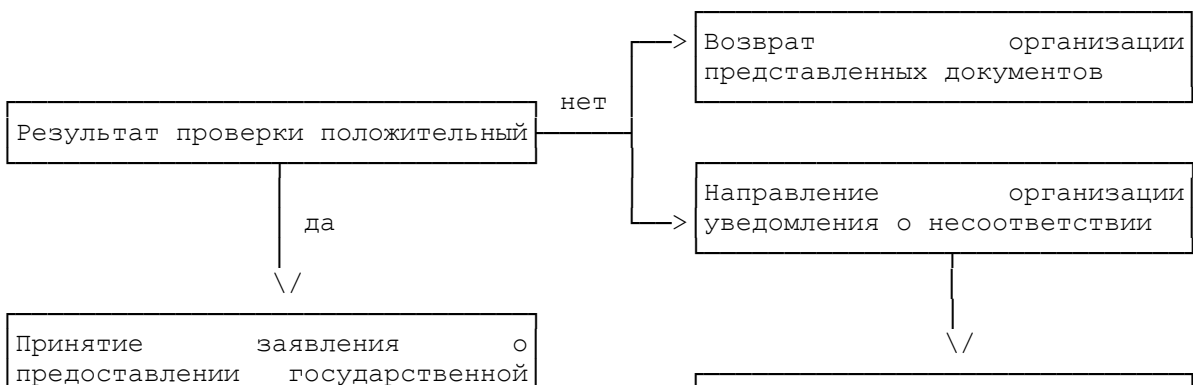 Возврат организации
представленных документов
нет
Результат проверки положительный
Направление организации
уведомления о несоответствии
да
Принятие заявления о
предоставлении государственной